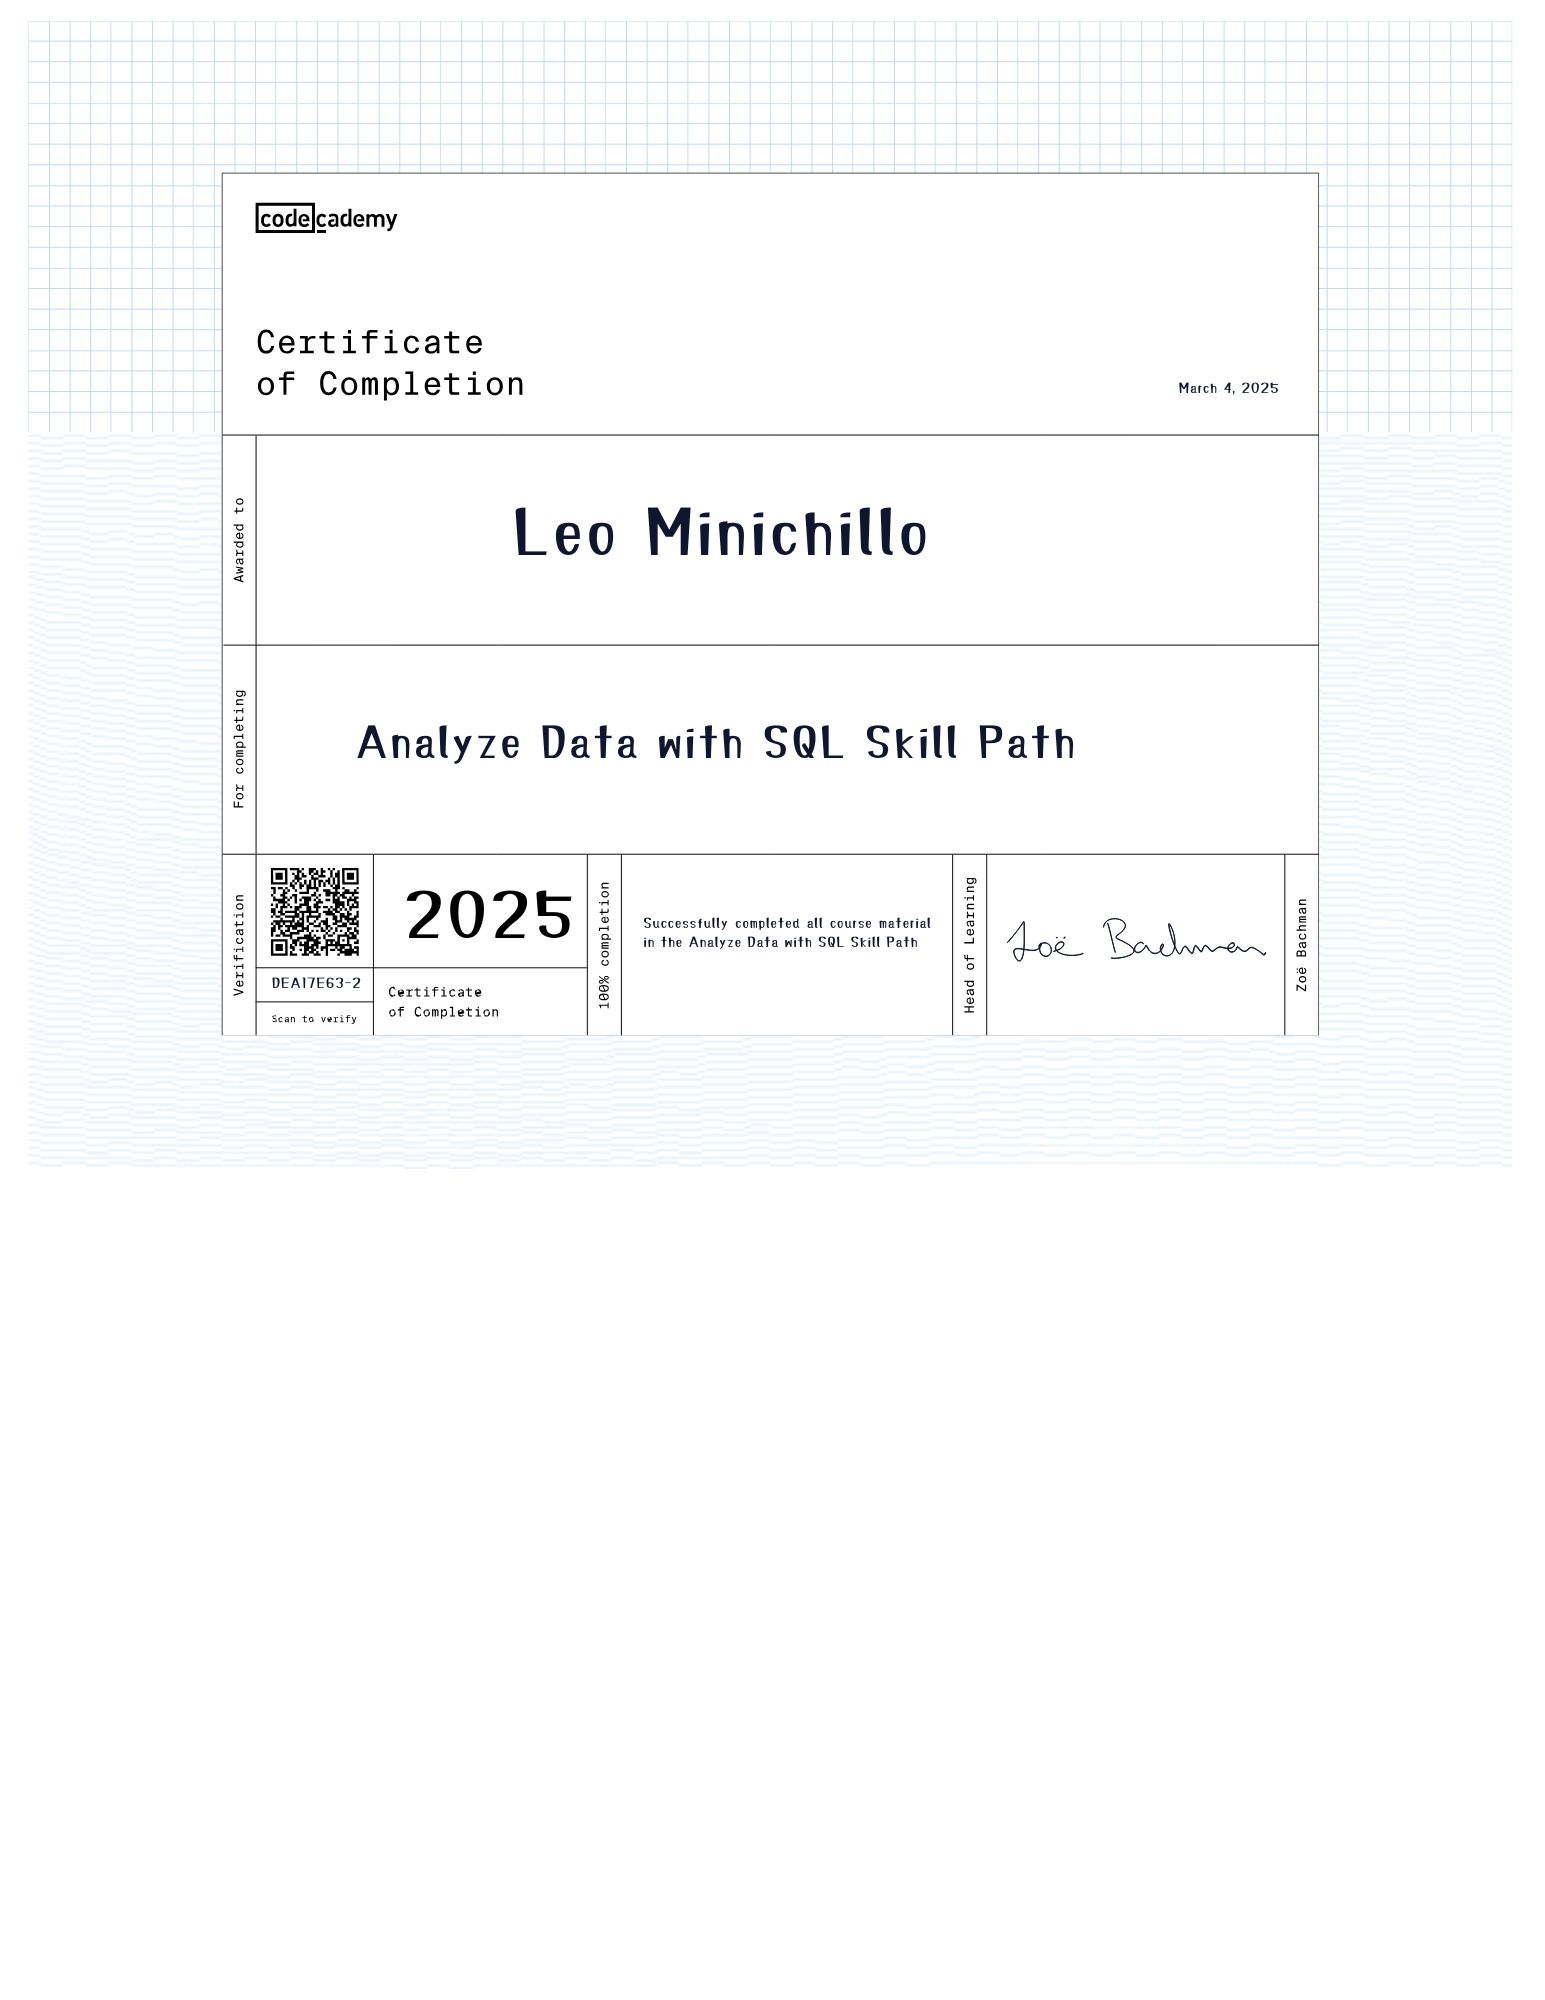 codecademy
Certificate
of Completion
March 4, 2025
Awarded to
Leo Minichillo
For completing
Analyze Data with SQL Skill Path
Verification
DEA17E63-2
Scan to verify
2025
Certificate
of Completion
100% completion
Successfully completed all course material
in the Analyze Data with SQL Skill Path
Head of Learning
Zoë Bachman
Zoë Bachman